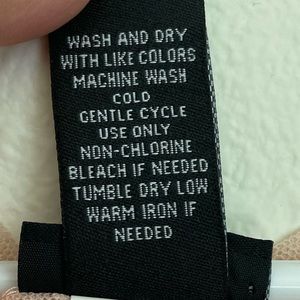 WASH AND DRY
WITH LIKE COLORS
MACHINE WASH
COLD
GENTLE CYCLE
USE ONLY
NON-CHLORINE
BLEACH IF NEEDED
TUMBLE DRY LOW
WARM IRON IF
NEEDED